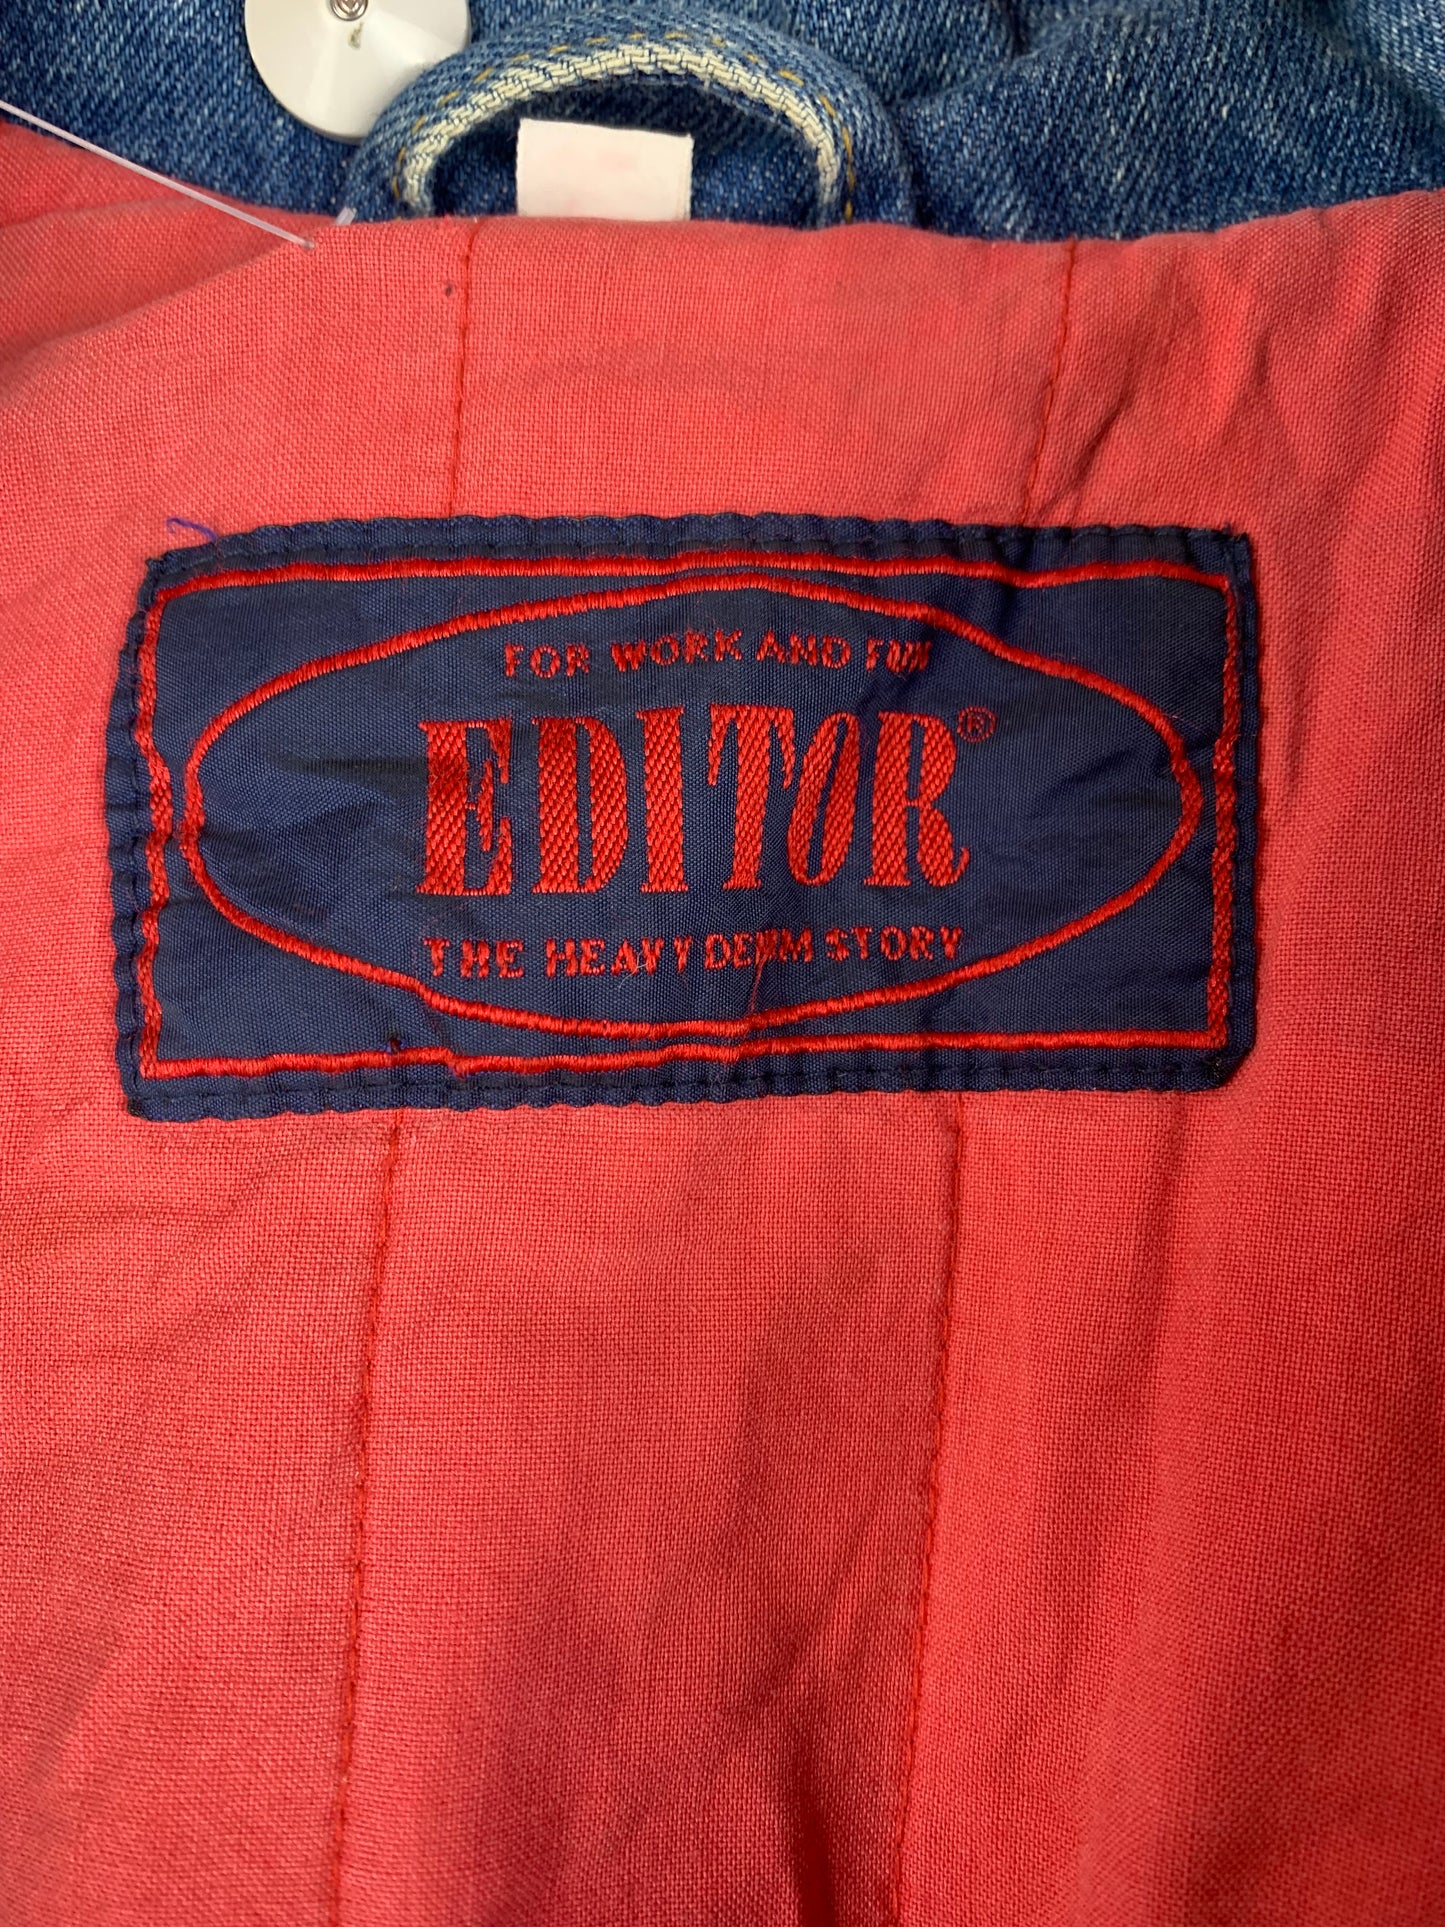 FOR WORK AND FUN
EDITOR®
THE HEAVY DENIM STORY